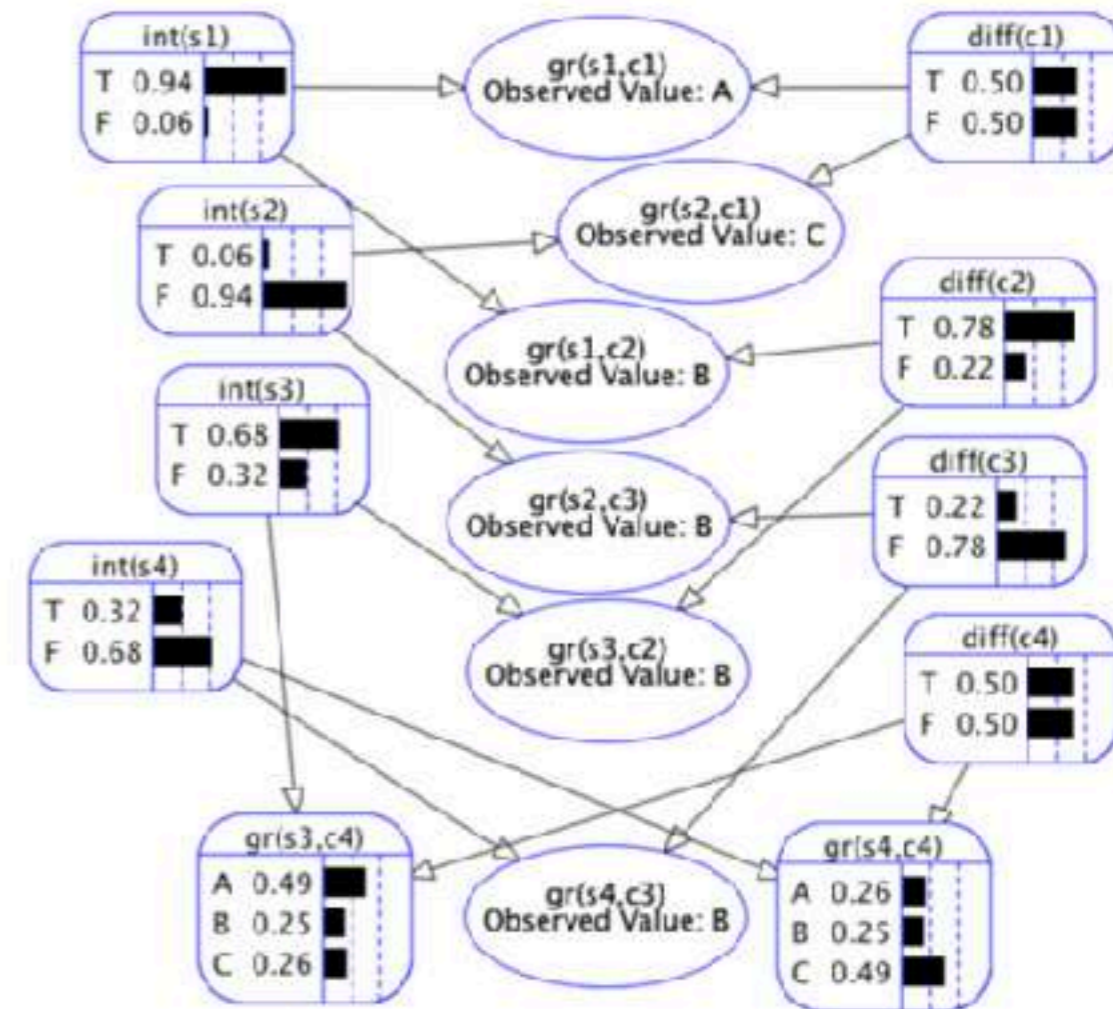 int(s1)
T 0.94
F 0.06
gr(s1,c1)
Observed Value: A
diff(c1)
T 0.50
F 0.50
int(s2)
T 0.06
F 0.94
gr(s2,c1)
Observed Value: C
diff(c2)
T 0.78
F 0.22
gr(s1,c2)
Observed Value: B
int(s3)
T 0.68
F 0.32
diff(c3)
T 0.22
F 0.78
gr(s2,c3)
Observed Value: B
int(s4)
T 0.32
F 0.68
gr(s3,c2)
Observed Value: B
diff(c4)
T 0.50
F 0.50
gr(s3,c4)
A 0.49
B 0.25
C 0.26
gr(s4,c3)
Observed Value: B
gr(s4,c4)
A 0.26
B 0.25
C 0.49